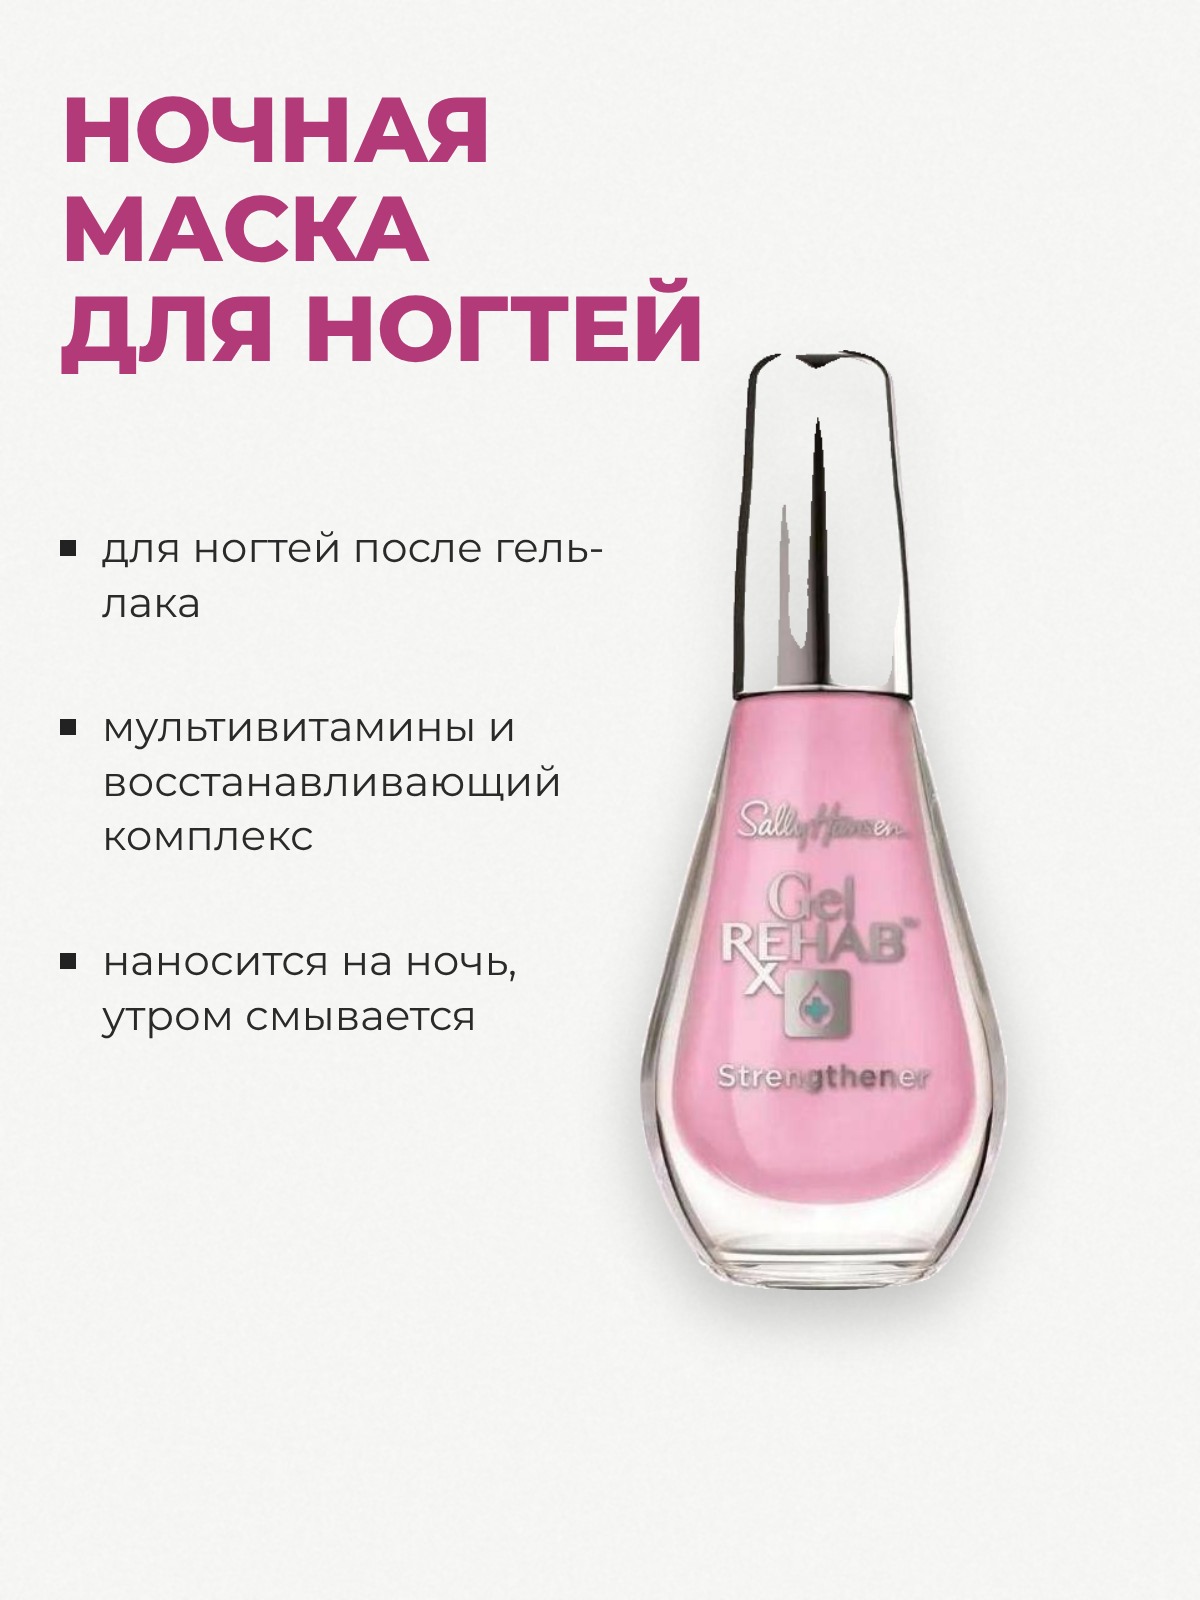 НОЧНАЯ
МАСКА
ДЛЯ НОГТЕЙ
для ногтей после гель-
лака
мультивитамины и
восстанавливающий
комплекс
наносится на ночь,
утром смывается
Sally Hansen
Gel
REHAB™
X
Strengthener